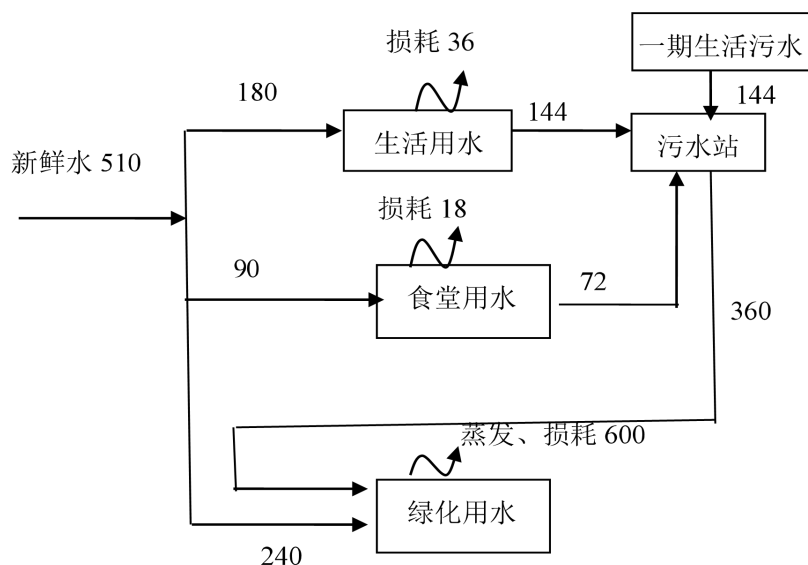 损耗 36
一期生活污水
180
144
144
生活用水
污水站
新鲜水 510
损耗 18
90
食堂用水
72
360
蒸发、损耗 600
绿化用水
240